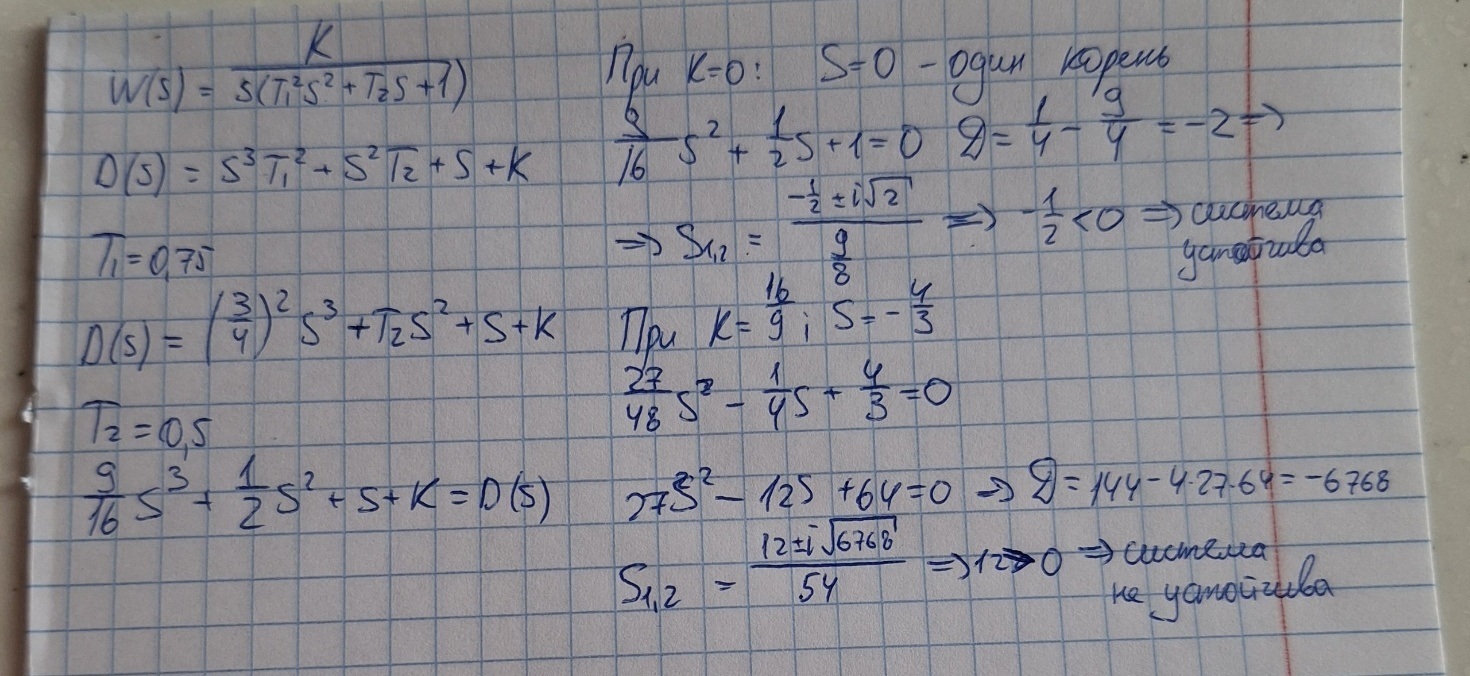 W(s) = K / s(T₁²s² + T₂s + 1)
D(s) = s³T₁² + s²T₂ + s + K
T₁ = 0,75
D(s) = (3/4)² s³ + T₂s² + s + K
T₂ = 0,5
9/16 s³ + 1/2 s² + s + K = D(s)
При K=0: S=0 - один корень
9/16 s² + 1/2 s + 1 = 0 D = 1/4 - 9/4 = -2 ⇒
⇒ S₁,₂ = (-1/2 ± i√2) / (9/8) ⇒ -1/2 < 0 ⇒ система
устойчива
При K = 16/9; S = -4/3
27/48 s² - 1/4 s + 4/3 = 0
27s² - 12s + 64 = 0 ⇒ D = 144 - 4·27·64 = -6768
S₁,₂ = (12 ± i√6768) / 54 ⇒ 12 > 0 ⇒ система
не устойчива